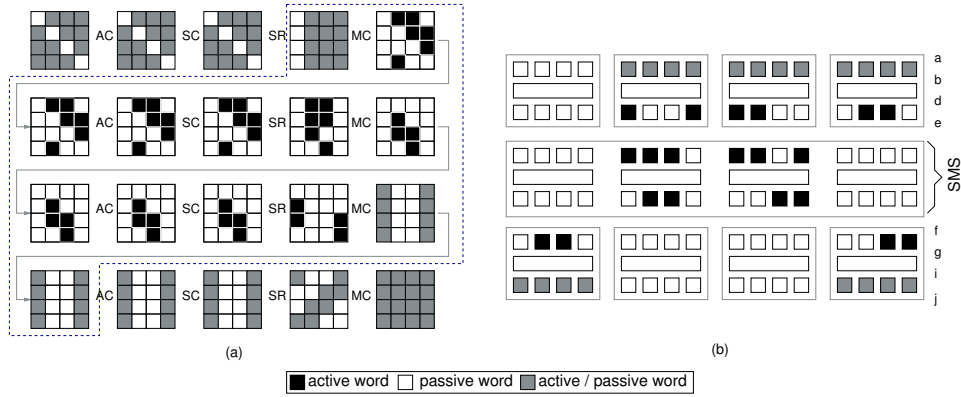 AC SC SR MC
AC SC SR MC
AC SC SR MC
AC SC SR MC
(a)
a
b
d
e
SMS
f
g
i
j
(b)
active word passive word active / passive word